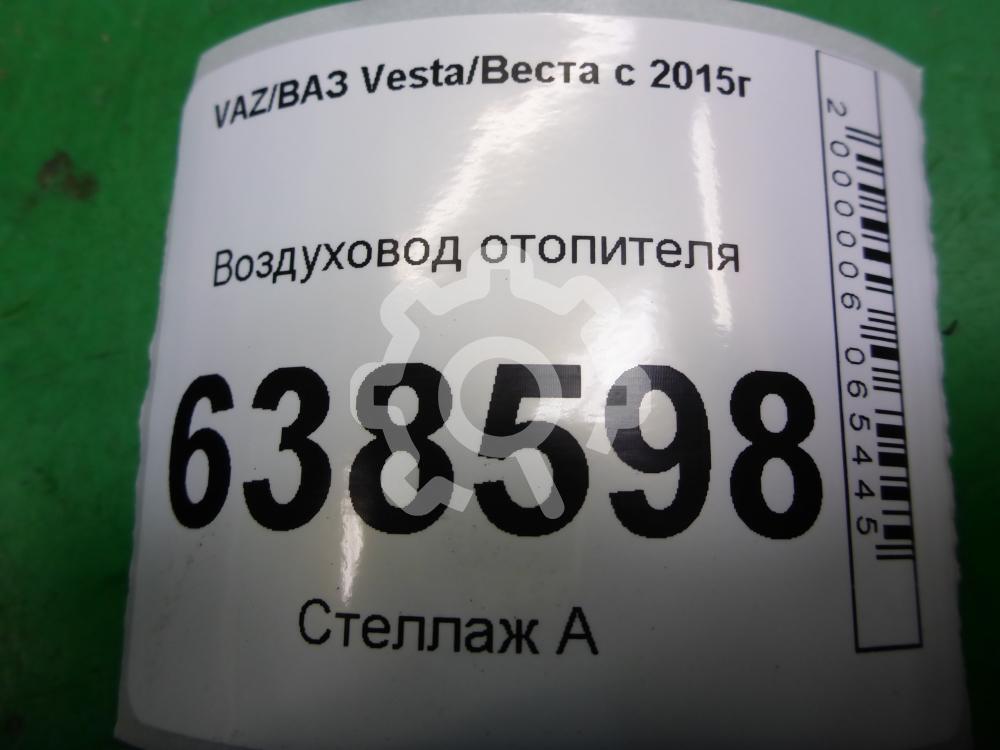 VAZ/ВАЗ Vesta/Веста с 2015г
Воздуховод отопителя
638598
Стеллаж А
2000006065445